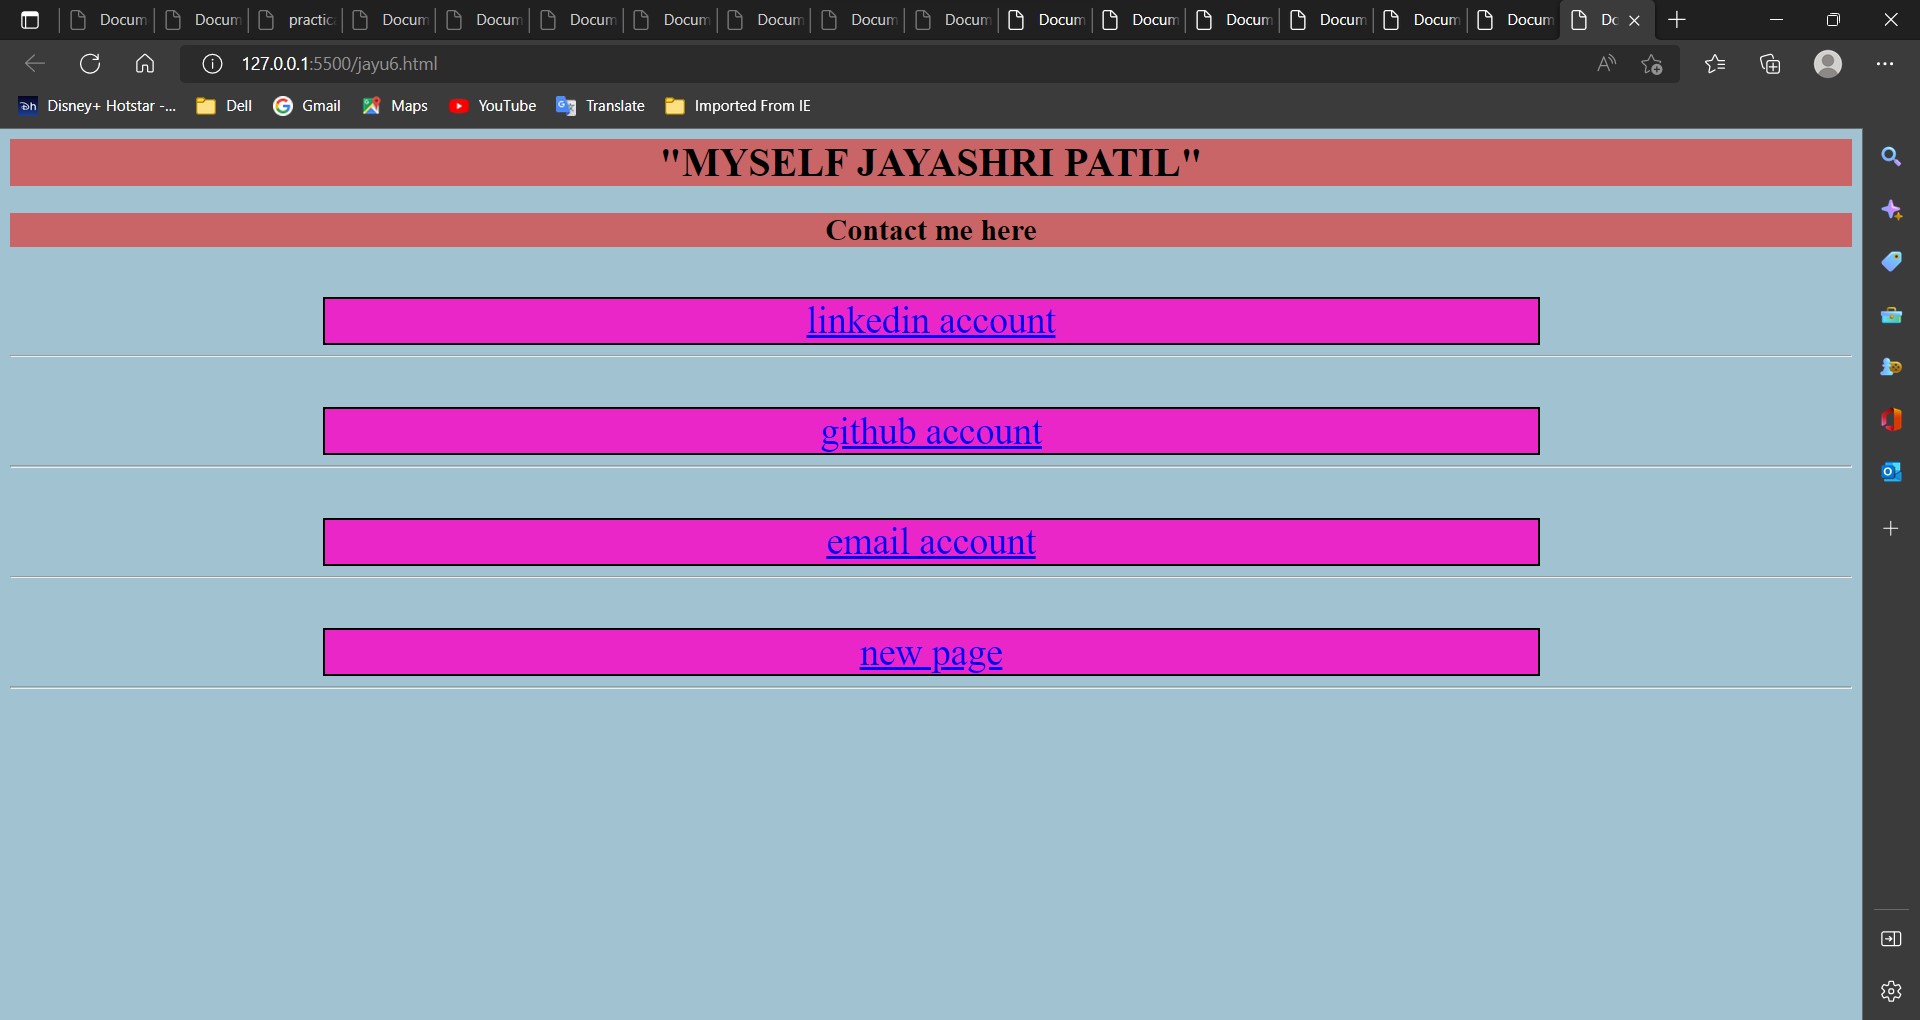 Docum Docum practic Docum Docum Docum Docum Docum Docum Docum Docum Docum Docum Docum Docum Docum Dc
127.0.0.1:5500/jayu6.html
Disney+ Hotstar -... Dell Gmail Maps YouTube Translate Imported From IE
"MYSELF JAYASHRI PATIL"
Contact me here
linkedin account
github account
email account
new page